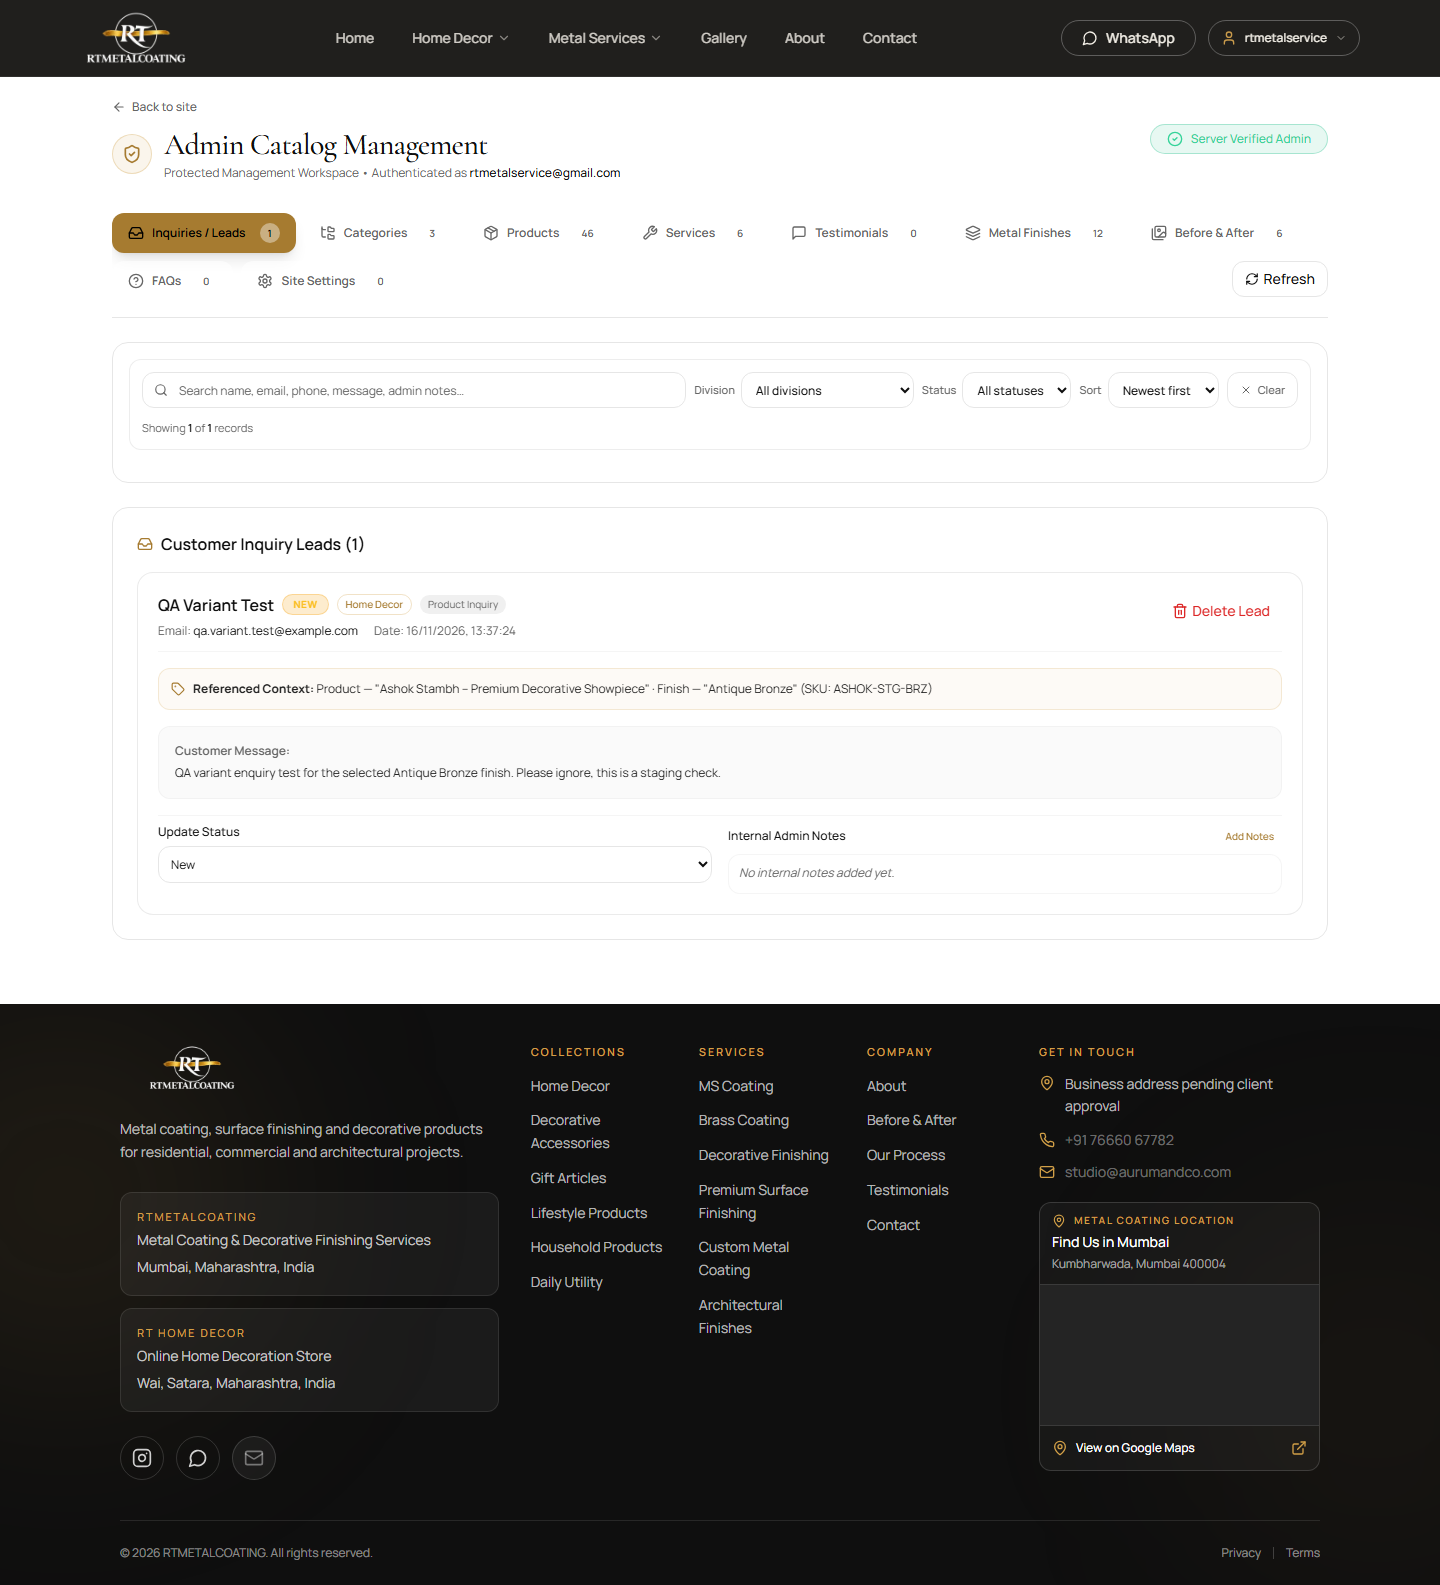 RT
RTMETALCOATING
Home
Home Decor
Metal Services
Gallery
About
Contact
WhatsApp
rtmetalservice
Back to site
Admin Catalog Management
Protected Management Workspace • Authenticated as rtmetalservice@gmail.com
Server Verified Admin
Inquiries / Leads 1
Categories 3
Products 46
Services 6
Testimonials 0
Metal Finishes 12
Before & After 6
FAQs 0
Site Settings 0
Refresh
Search name, email, phone, message, admin notes...
Division
All divisions
Status
All statuses
Sort
Newest first
Clear
Showing 1 of 1 records
Customer Inquiry Leads (1)
QA Variant Test
NEW
Home Decor
Product Inquiry
Delete Lead
Email: qa.variant.test@example.com
Date: 16/11/2026, 13:37:24
Referenced Context: Product — "Ashok Stambh – Premium Decorative Showpiece" · Finish — "Antique Bronze" (SKU: ASHOK-STG-BRZ)
Customer Message:
QA variant enquiry test for the selected Antique Bronze finish. Please ignore, this is a staging check.
Update Status
New
Internal Admin Notes
Add Notes
No internal notes added yet.
RT
RTMETALCOATING
Metal coating, surface finishing and decorative products
for residential, commercial and architectural projects.
RTMETALCOATING
Metal Coating & Decorative Finishing Services
Mumbai, Maharashtra, India
RT HOME DECOR
Online Home Decoration Store
Wai, Satara, Maharashtra, India
COLLECTIONS
Home Decor
Decorative
Accessories
Gift Articles
Lifestyle Products
Household Products
Daily Utility
SERVICES
MS Coating
Brass Coating
Decorative Finishing
Premium Surface
Finishing
Custom Metal
Coating
Architectural
Finishes
COMPANY
About
Before & After
Our Process
Testimonials
Contact
GET IN TOUCH
Business address pending client
approval
+91 76660 67782
studio@aurumandco.com
METAL COATING LOCATION
Find Us in Mumbai
Kumbharwada, Mumbai 400004
View on Google Maps
© 2026 RTMETALCOATING. All rights reserved.
Privacy
Terms